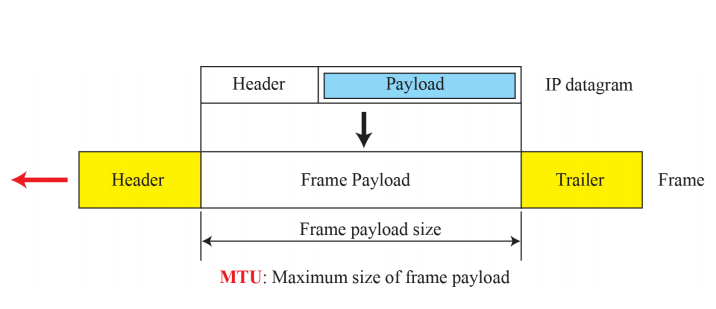 Header Payload IP datagram
Header Frame Payload Trailer Frame
Frame payload size
MTU: Maximum size of frame payload